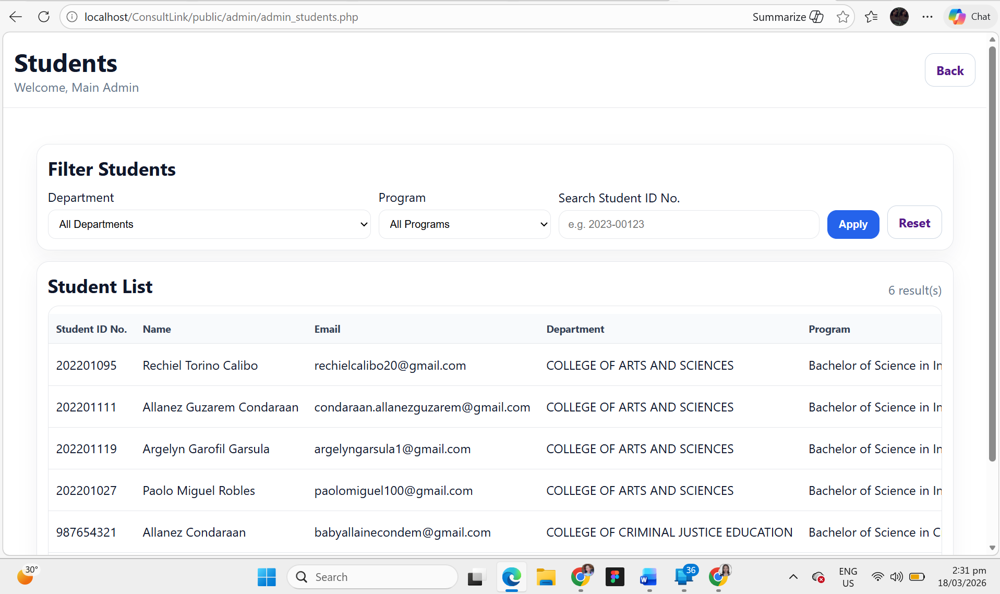 localhost/ConsultLink/public/admin/admin_students.php
Summarize
Chat
Students
Welcome, Main Admin
Back
Filter Students
Department
Program
Search Student ID No.
All Departments
All Programs
e.g. 2023-00123
Apply
Reset
Student List
6 result(s)
Student ID No. Name Email Department Program
202201095 Rechiel Torino Calibo rechielcalibo20@gmail.com COLLEGE OF ARTS AND SCIENCES Bachelor of Science in In
202201111 Allanez Guzarem Condaraan condaraan.allanezguzarem@gmail.com COLLEGE OF ARTS AND SCIENCES Bachelor of Science in In
202201119 Argelyn Garofil Garsula argelyngarsula1@gmail.com COLLEGE OF ARTS AND SCIENCES Bachelor of Science in In
202201027 Paolo Miguel Robles paolomiguel100@gmail.com COLLEGE OF ARTS AND SCIENCES Bachelor of Science in In
987654321 Allanez Condaraan babyallainecondem@gmail.com COLLEGE OF CRIMINAL JUSTICE EDUCATION Bachelor of Science in C
30°
Search
W
36
ENG
US
2:31 pm
18/03/2026